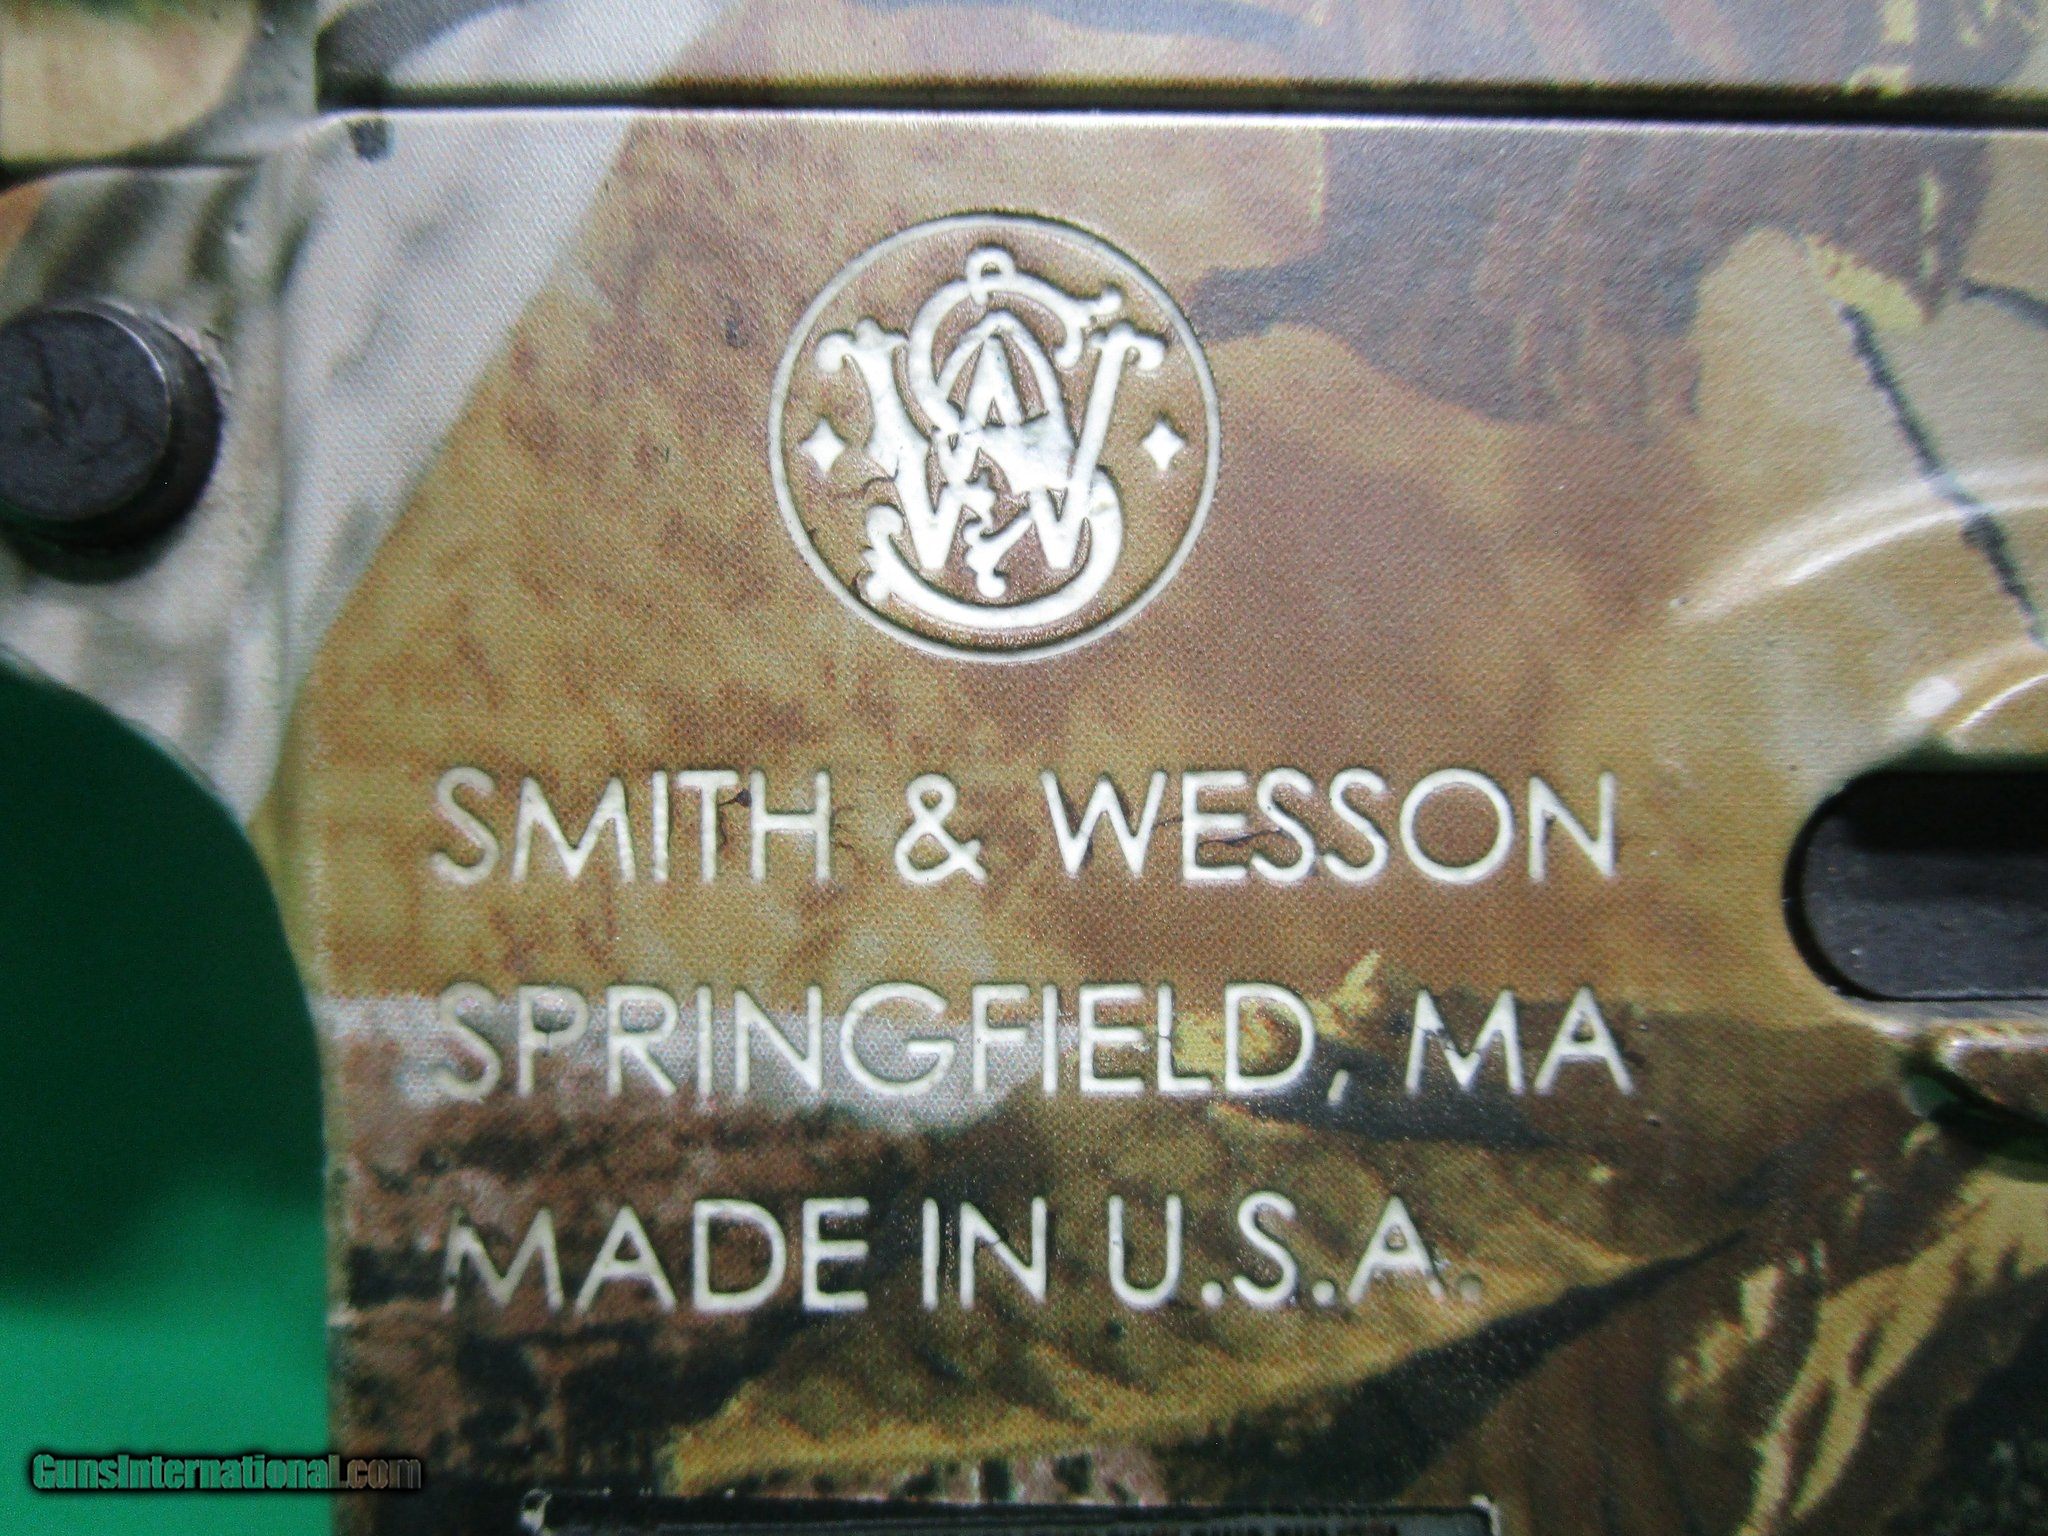 SMITH & WESSON
SPRINGFIELD, MA
MADE IN U.S.A.
GunsInternational.com